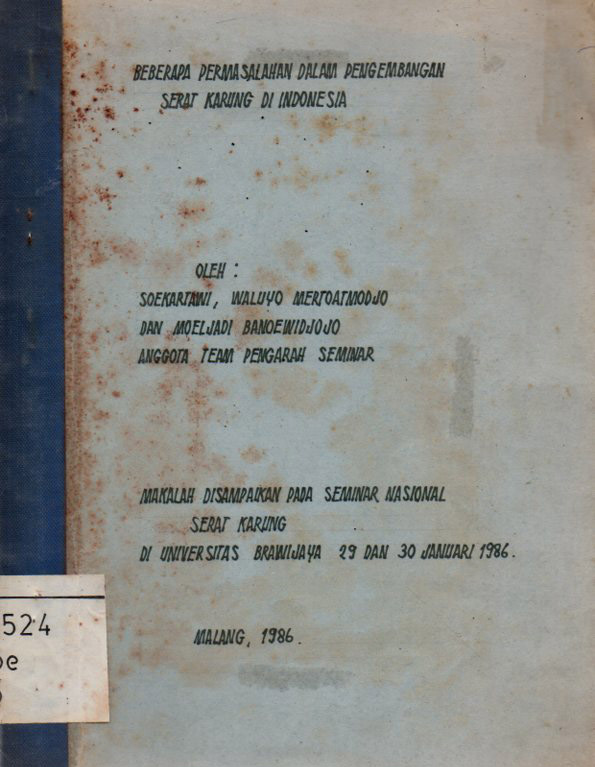 BEBERAPA PERMASALAHAN DALAM PENGEMBANGAN
SERAT KARUNG DI INDONESIA
OLEH :
SOEKARTAWI, WALUYO MERTOATMODJO
DAN MOELJADI BANOEWIDJOJO
ANGGOTA TEAM PENGARAH SEMINAR
MAKALAH DISAMPAIKAN PADA SEMINAR NASIONAL
SERAT KARUNG
DI UNIVERSITAS BRAWIJAYA 29 DAN 30 JANUARI 1986.
MALANG, 1986.
524